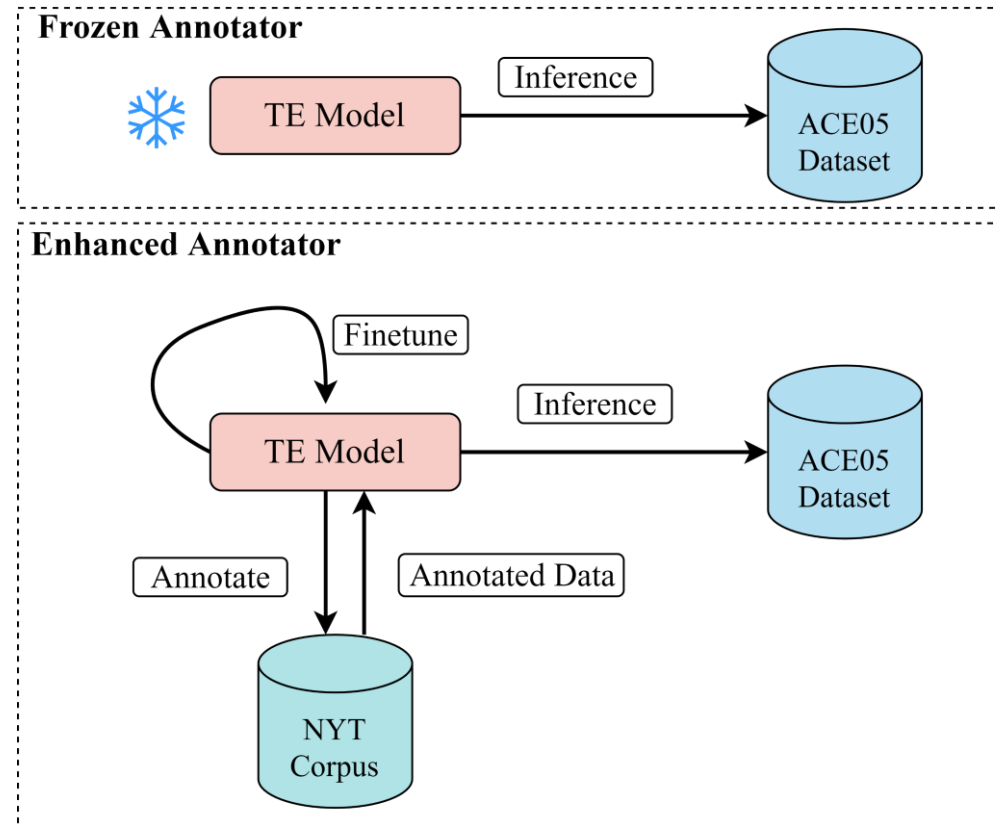 Frozen Annotator
TE Model
Inference
ACE05
Dataset
Enhanced Annotator
Finetune
TE Model
Inference
ACE05
Dataset
Annotate
Annotated Data
NYT
Corpus